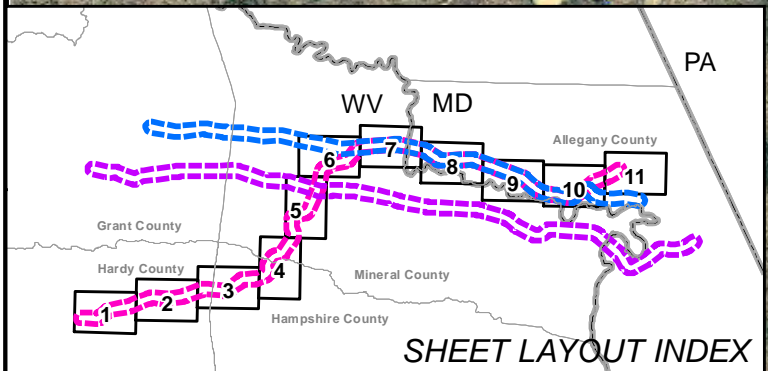 PA
WV MD
Allegany County
6
7
8
9
10
11
5
Grant County
Hardy County
4
Mineral County
3
2
1
Hampshire County
SHEET LAYOUT INDEX